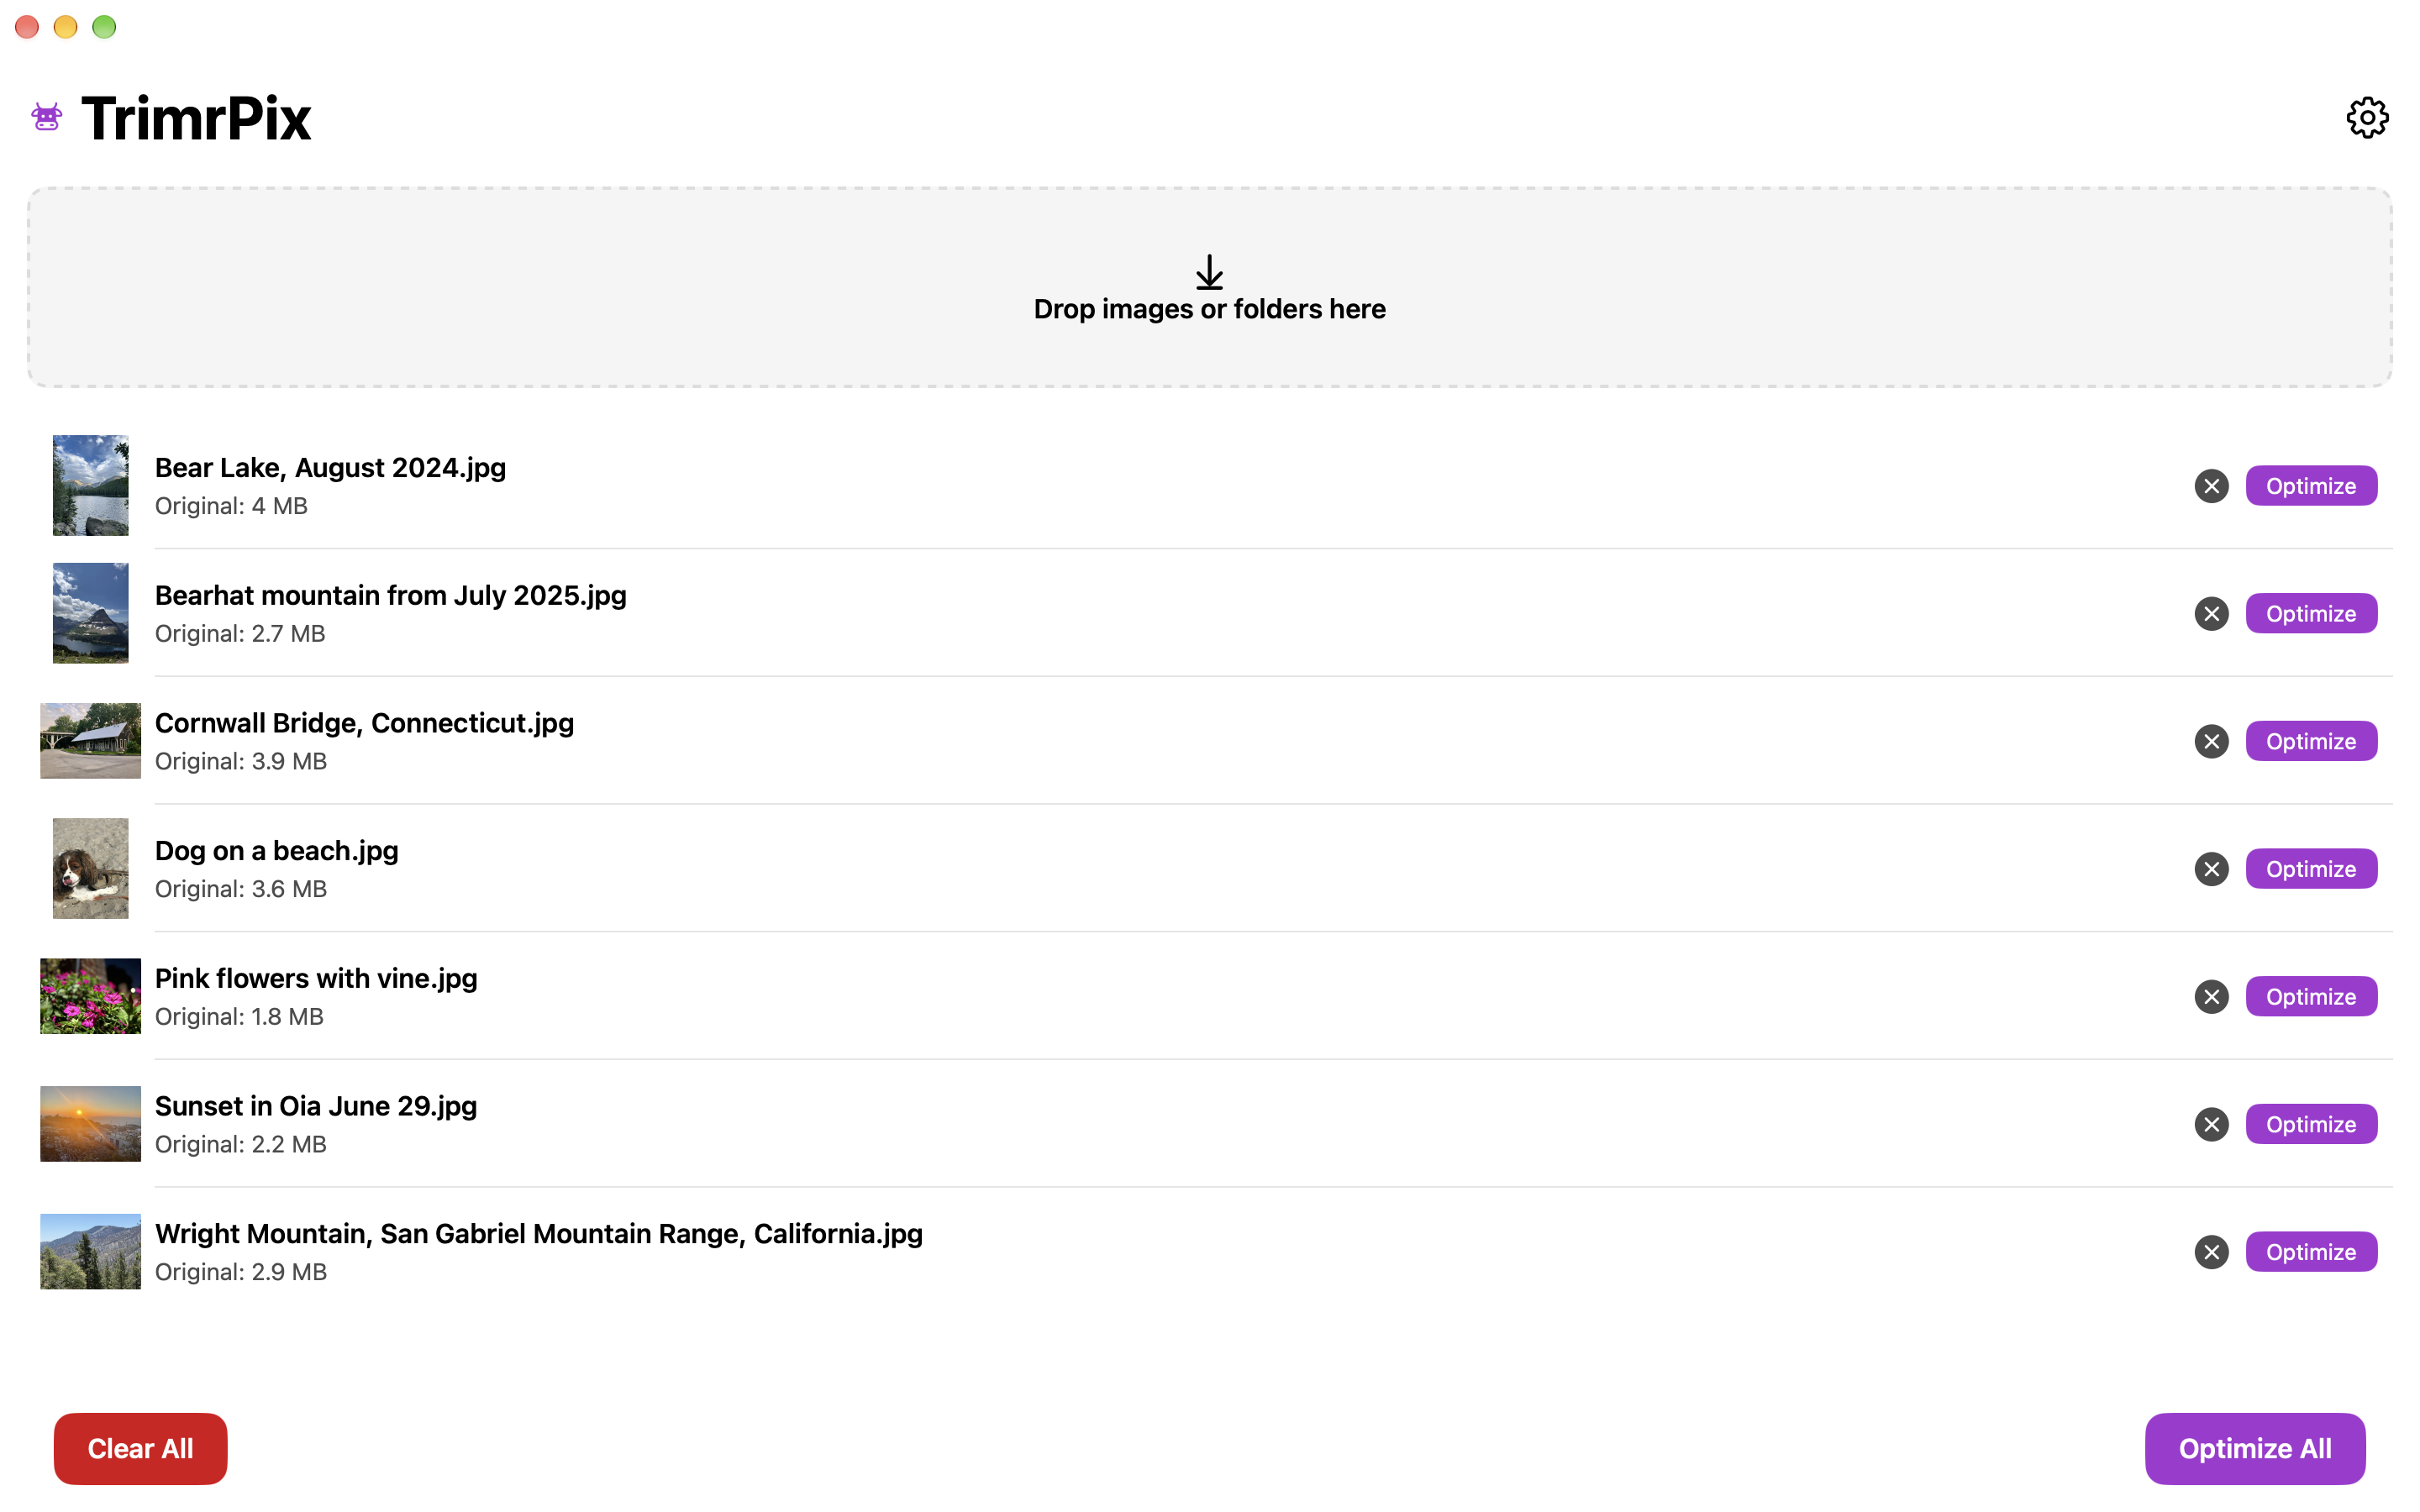 TrimrPix
Drop images or folders here
Bear Lake, August 2024.jpg
Original: 4 MB
Optimize
Bearhat mountain from July 2025.jpg
Original: 2.7 MB
Optimize
Cornwall Bridge, Connecticut.jpg
Original: 3.9 MB
Optimize
Dog on a beach.jpg
Original: 3.6 MB
Optimize
Pink flowers with vine.jpg
Original: 1.8 MB
Optimize
Sunset in Oia June 29.jpg
Original: 2.2 MB
Optimize
Wright Mountain, San Gabriel Mountain Range, California.jpg
Original: 2.9 MB
Optimize
Clear All
Optimize All